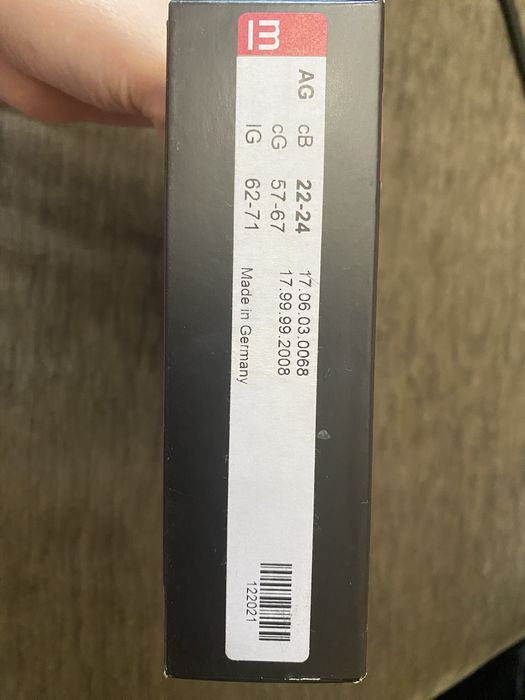 m
AG cB 22-24 17.06.03.0068
cG 57-67 17.99.99.2008
lG 62-71 Made in Germany
122021